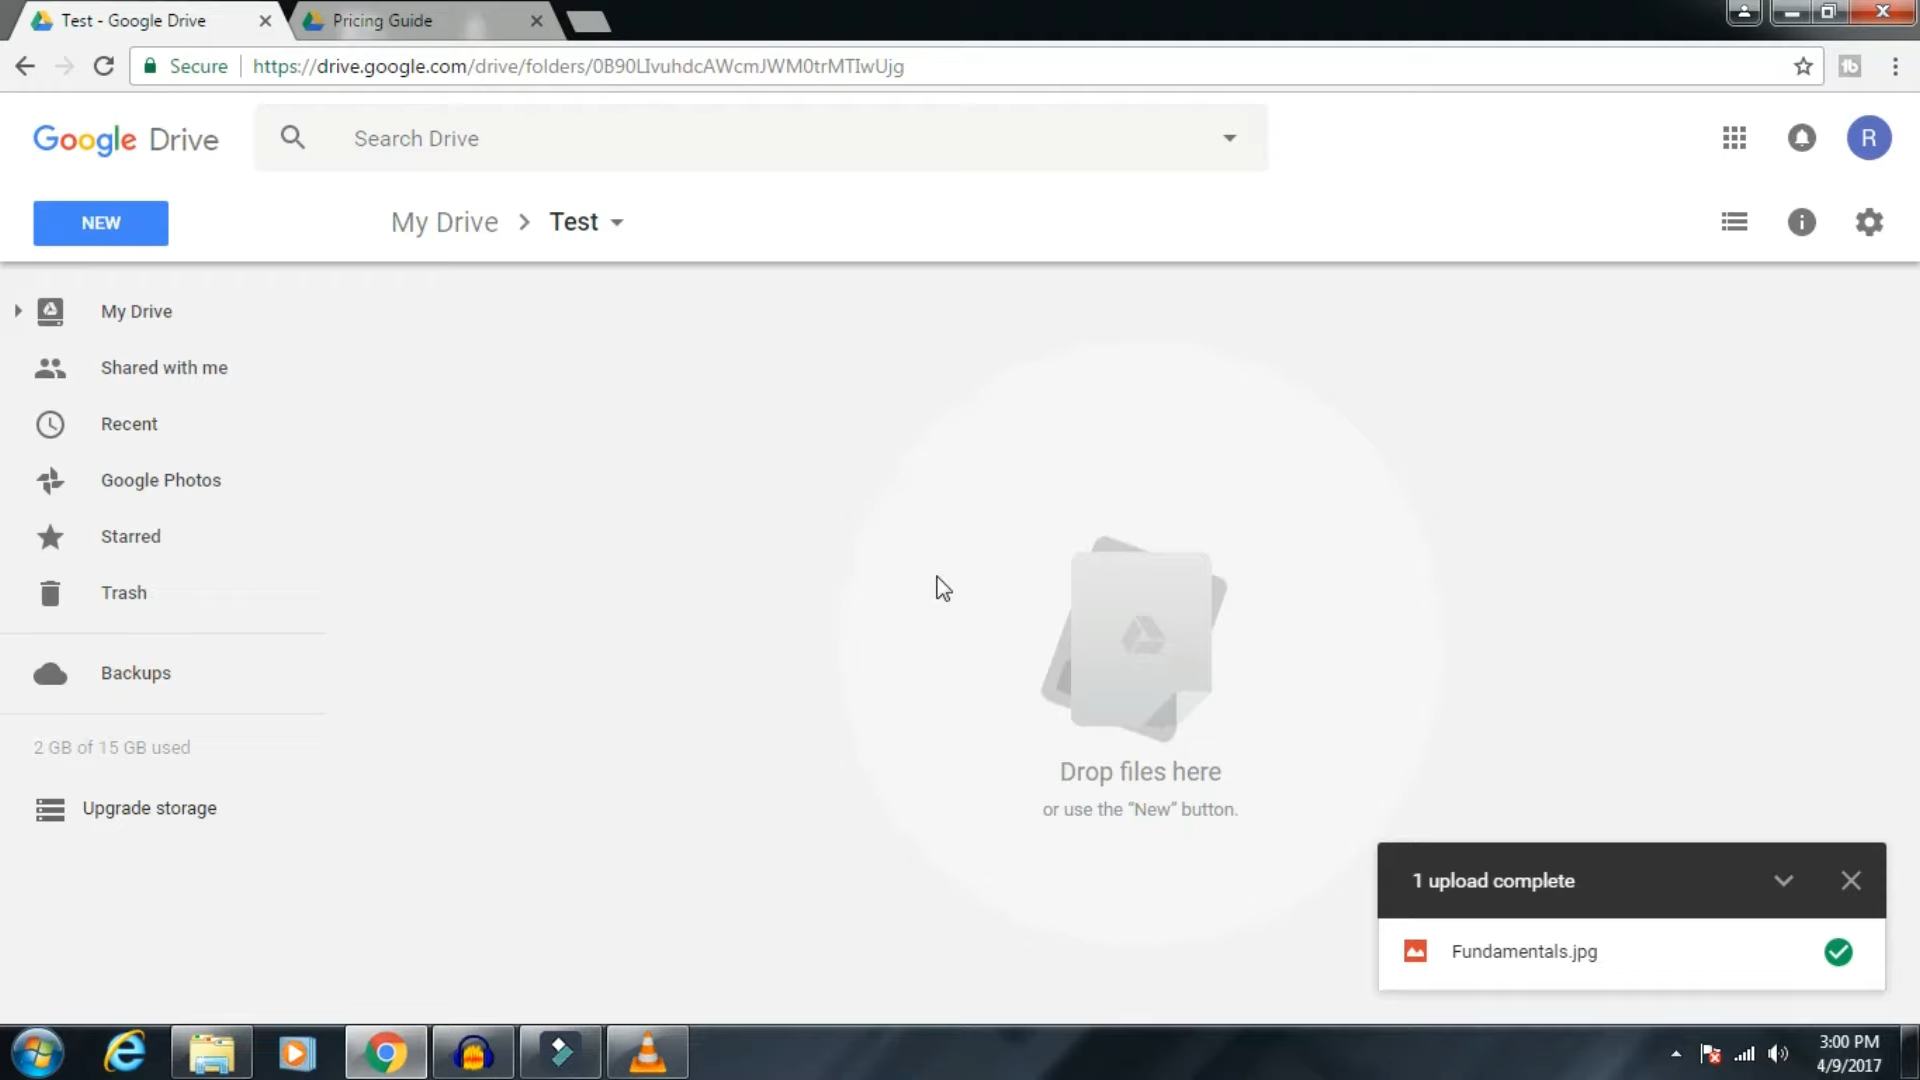 Test - Google Drive
Pricing Guide
Secure
https://drive.google.com/drive/folders/0B90LIvuhdcAWcmJWM0trMTIwUjg
Google Drive
Search Drive
R
NEW
My Drive > Test
My Drive
Shared with me
Recent
Google Photos
Starred
Trash
Backups
2 GB of 15 GB used
Upgrade storage
Drop files here
or use the “New” button.
1 upload complete
Fundamentals.jpg
3:00 PM
4/9/2017